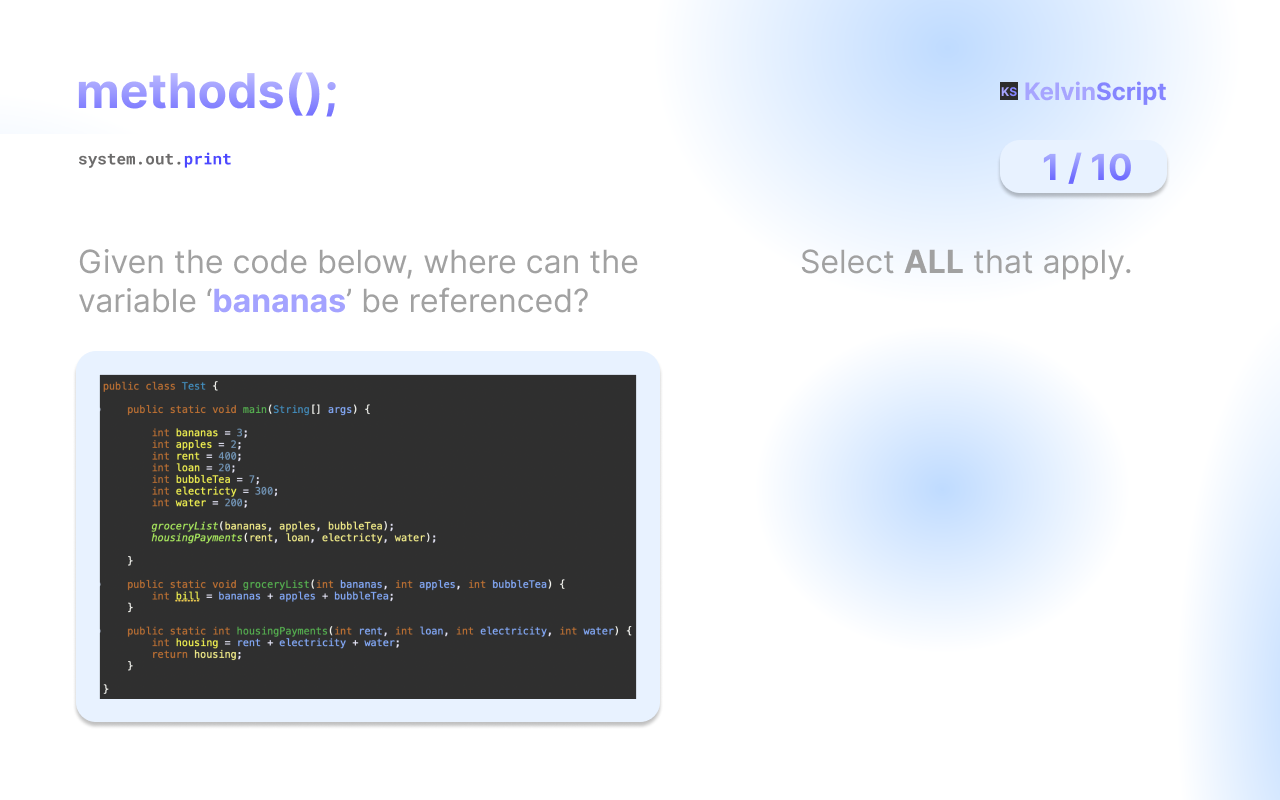 methods();
KS KelvinScript
system.out.print
1 / 10
Given the code below, where can the
variable ‘bananas’ be referenced?
Select ALL that apply.
public class Test {
public static void main(String[] args) {
int bananas = 3;
int apples = 2;
int rent = 400;
int loan = 20;
int bubbleTea = 7;
int electricty = 300;
int water = 200;
groceryList(bananas, apples, bubbleTea);
housingPayments(rent, loan, electricty, water);
}
public static void groceryList(int bananas, int apples, int bubbleTea) {
int bill = bananas + apples + bubbleTea;
}
public static int housingPayments(int rent, int loan, int electricity, int water) {
int housing = rent + electricity + water;
return housing;
}
}